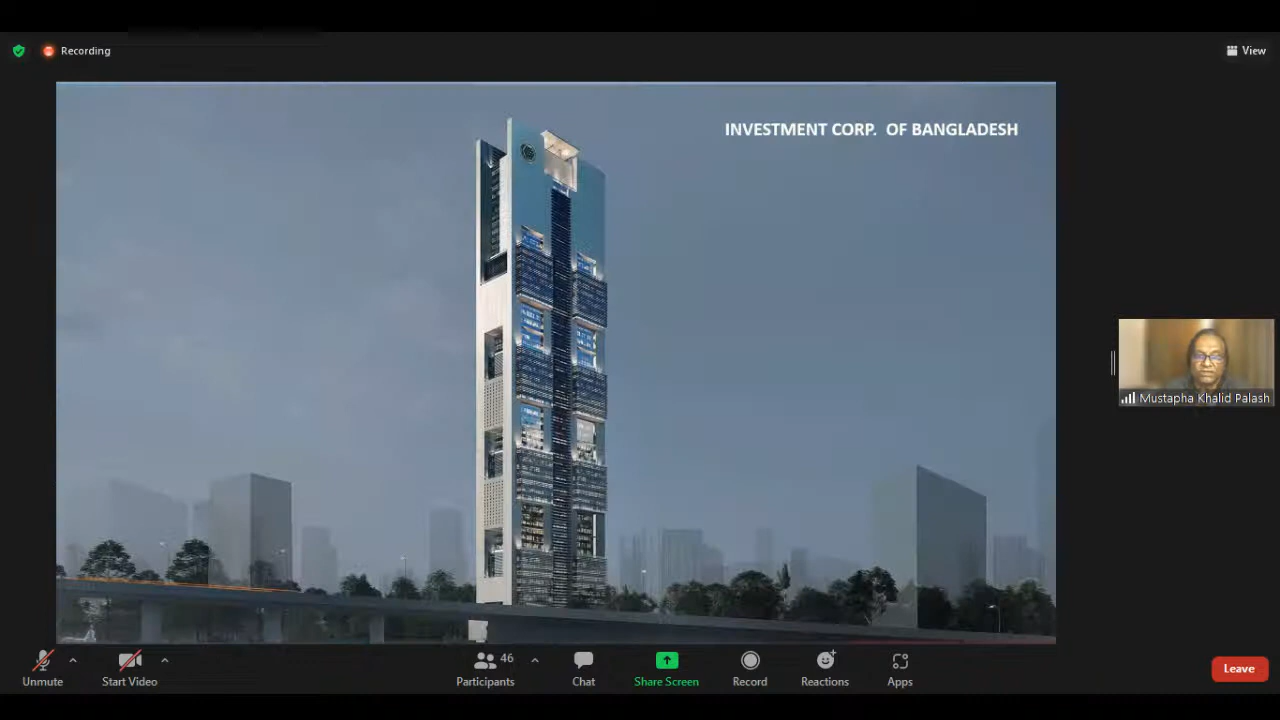 Recording
View
INVESTMENT CORP. OF BANGLADESH
Mustapha Khalid Palash
Unmute
Start Video
46
Participants
Chat
Share Screen
Record
Reactions
Apps
Leave